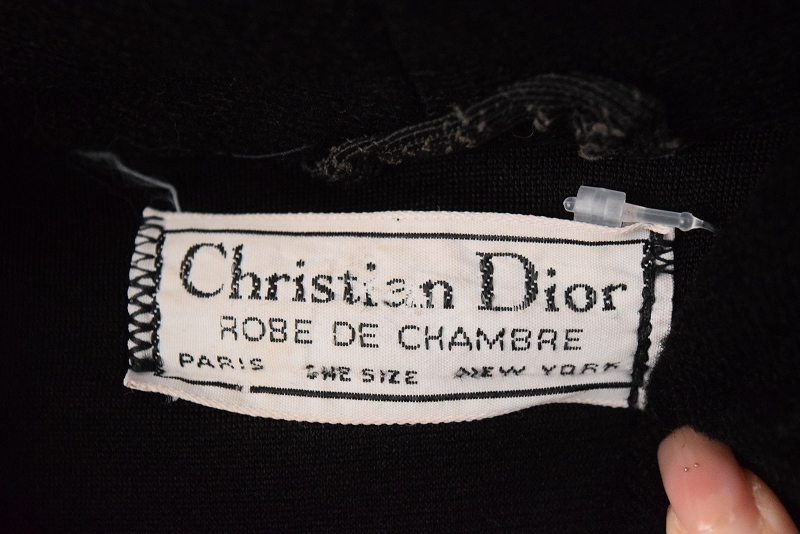 Christian Dior
ROBE DE CHAMBRE
PARIS ONE SIZE NEW YORK